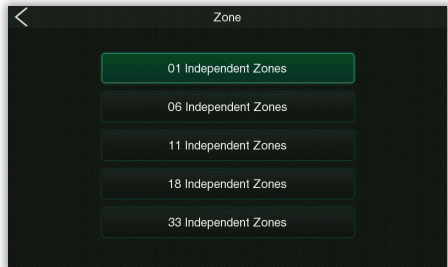 Zone
01 Independent Zones
06 Independent Zones
11 Independent Zones
18 Independent Zones
33 Independent Zones